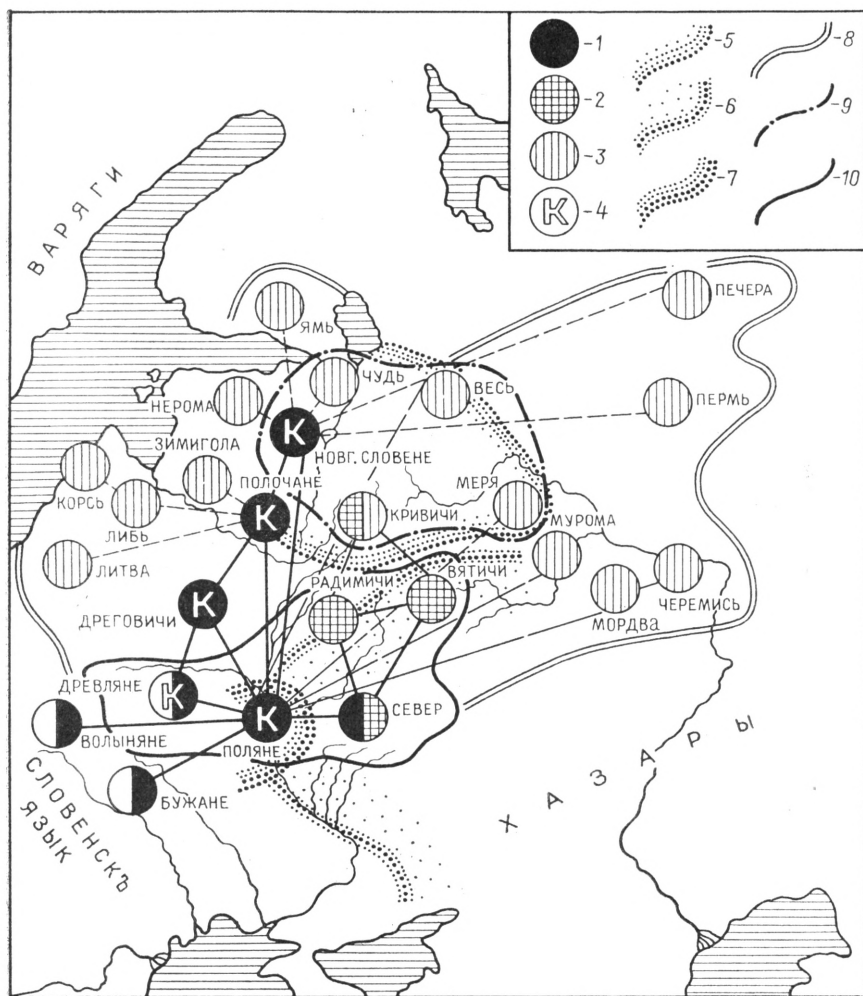 -1
-2
К -4
-3
-5
-6
-7
-8
-9
-10
ВАРЯГИ
ЯМЬ
ПЕЧЕРА
ЧУДЬ
ВЕСЬ
ПЕРМЬ
НЕРОМА
К
НОВГ. СЛОВЕНЕ
ЗИМИГОЛА
ПОЛОЧАНЕ
К
КОРСЬ
ЛИБЬ
КРИВИЧИ
МЕРЯ
МУРОМА
ЛИТВА
РАДИМИЧИ
ВЯТИЧИ
ЧЕРЕМИСЬ
МОРДВА
К
ДРЕГОВИЧИ
ДРЕВЛЯНЕ
К
К
СЕВЕР
ВОЛЫНЯНЕ
ПОЛЯНЕ
БУЖАНЕ
СЛОВЕНСКЪ
ЯЗЫК
ХАЗАРЫ